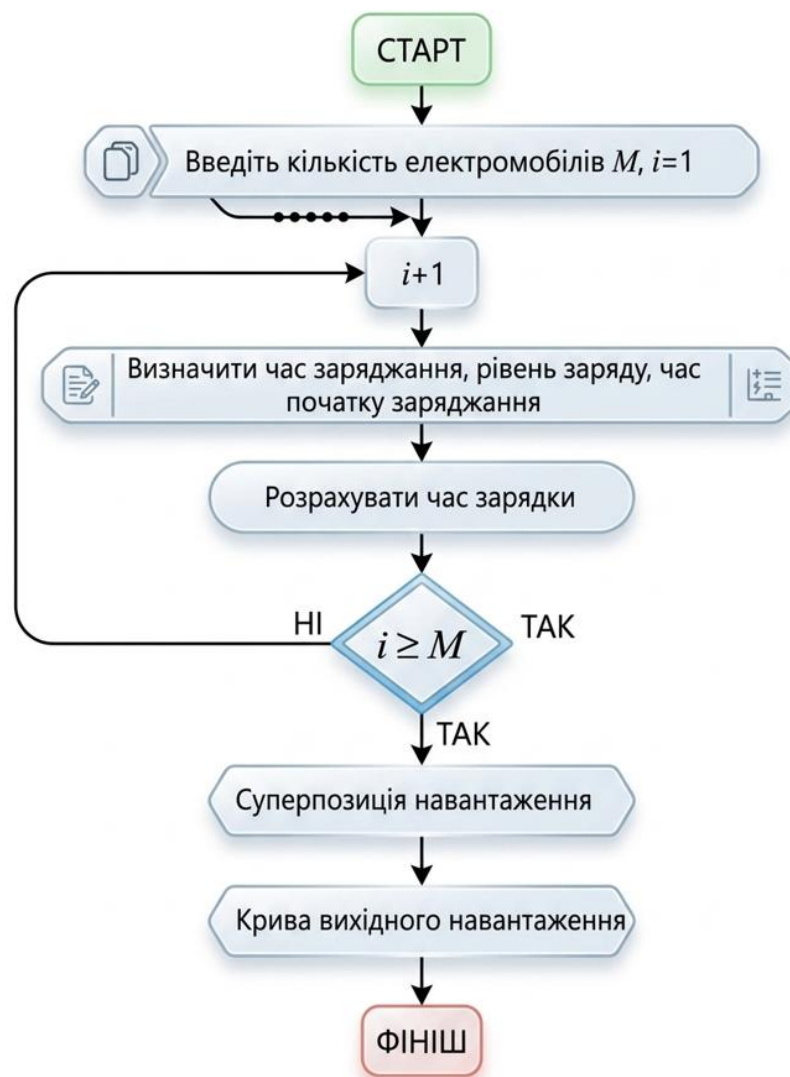 СТАРТ
Введіть кількість електромобілів M, i=1
i+1
Визначити час заряджання, рівень заряду, час
початку заряджання
Розрахувати час зарядки
НІ
i ≥ M
ТАК
ТАК
Суперпозиція навантаження
Крива вихідного навантаження
ФІНІШ